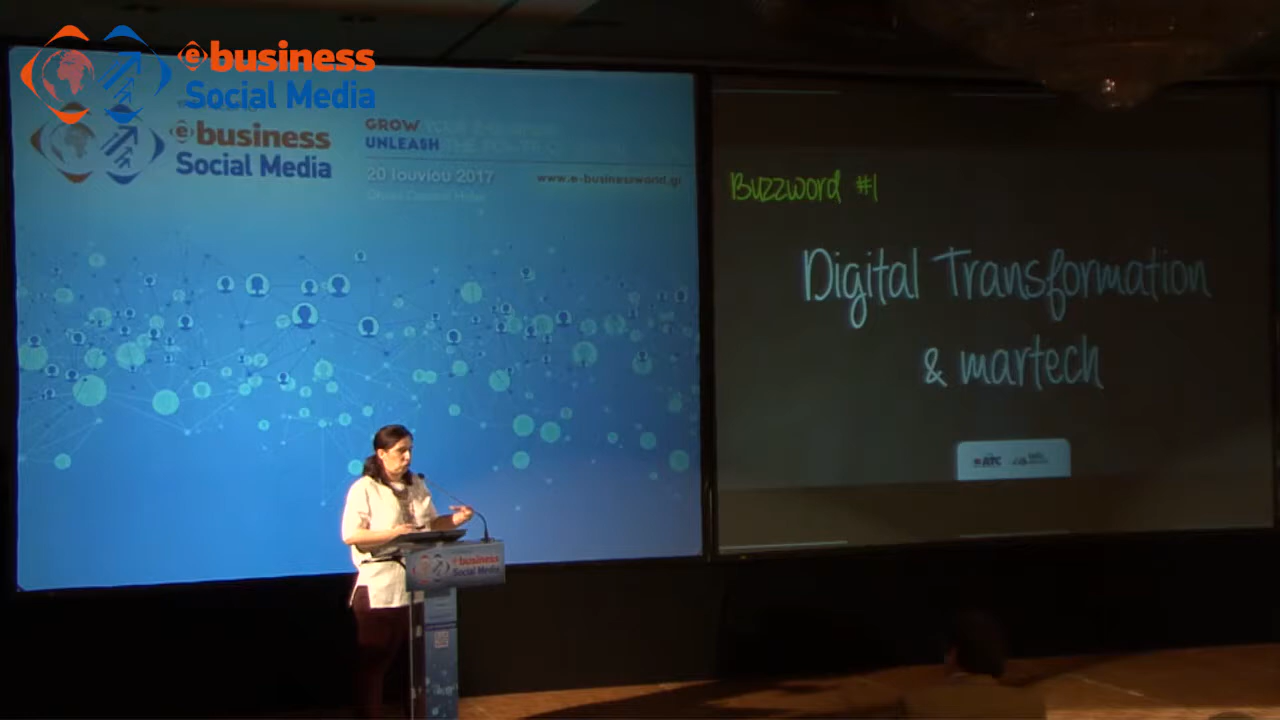 e business
Social Media
e business
Social Media
GROW
UNLEASH
20 Ιουνίου 2017
www.e-businessworld.gr
Buzzword #1
Digital Transformation
& martech
ATC
e business
Social Media